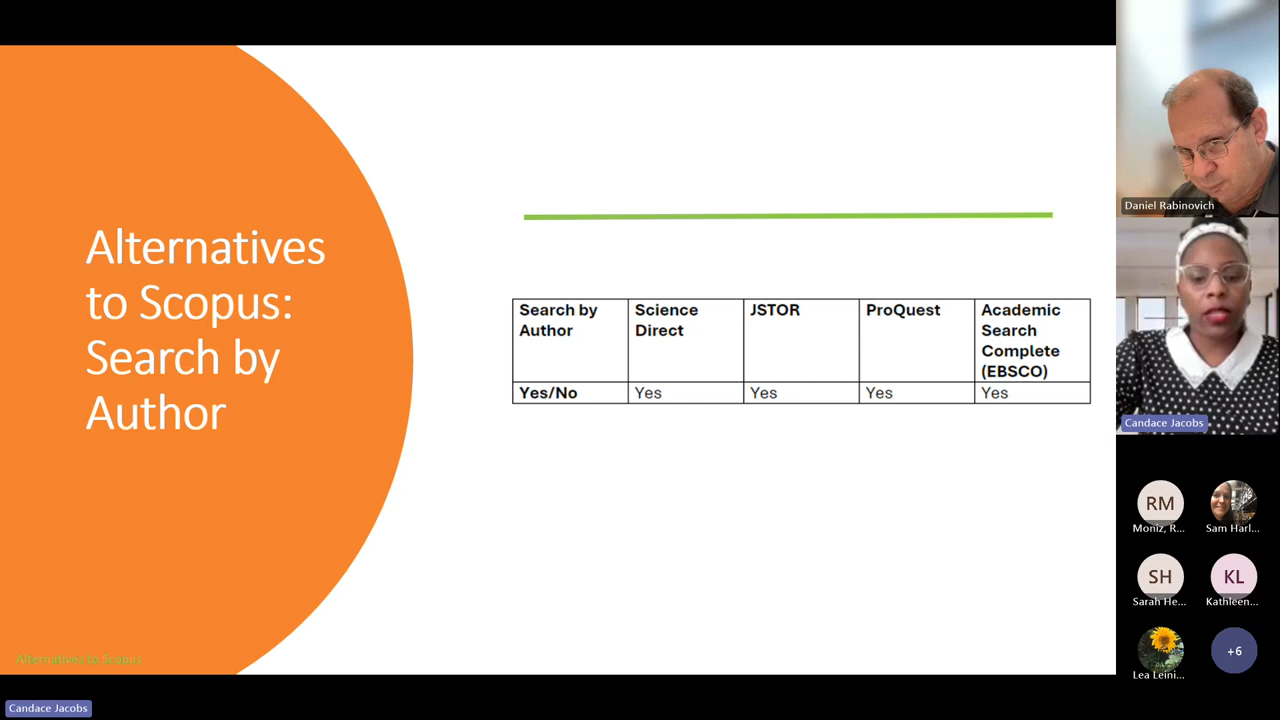 Alternatives
to Scopus:
Search by
Author
Search by
Author
Science
Direct
JSTOR
ProQuest
Academic
Search
Complete
(EBSCO)
Yes/No
Yes
Yes
Yes
Yes
Alternatives to Scopus
Daniel Rabinovich
Candace Jacobs
RM
Moniz, R...
Sam Harl...
SH
Sarah He...
KL
Kathleen...
Lea Leini...
+6
Candace Jacobs